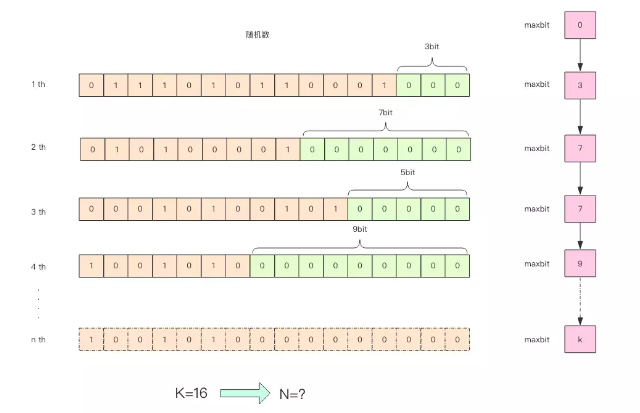 随机数
maxbit 0
3bit
1 th 0 1 1 1 0 1 0 1 1 0 0 0 1 0 0 0 maxbit 3
7bit
2 th 0 1 0 1 0 0 0 0 1 0 0 0 0 0 0 0 maxbit 7
5bit
3 th 0 0 0 1 0 1 0 0 1 0 1 0 0 0 0 0 maxbit 7
9bit
4 th 1 0 0 1 0 1 0 0 0 0 0 0 0 0 0 0 maxbit 9
n th 1 0 0 1 0 1 0 0 0 0 0 0 0 0 0 0 maxbit k
K=16 N=?